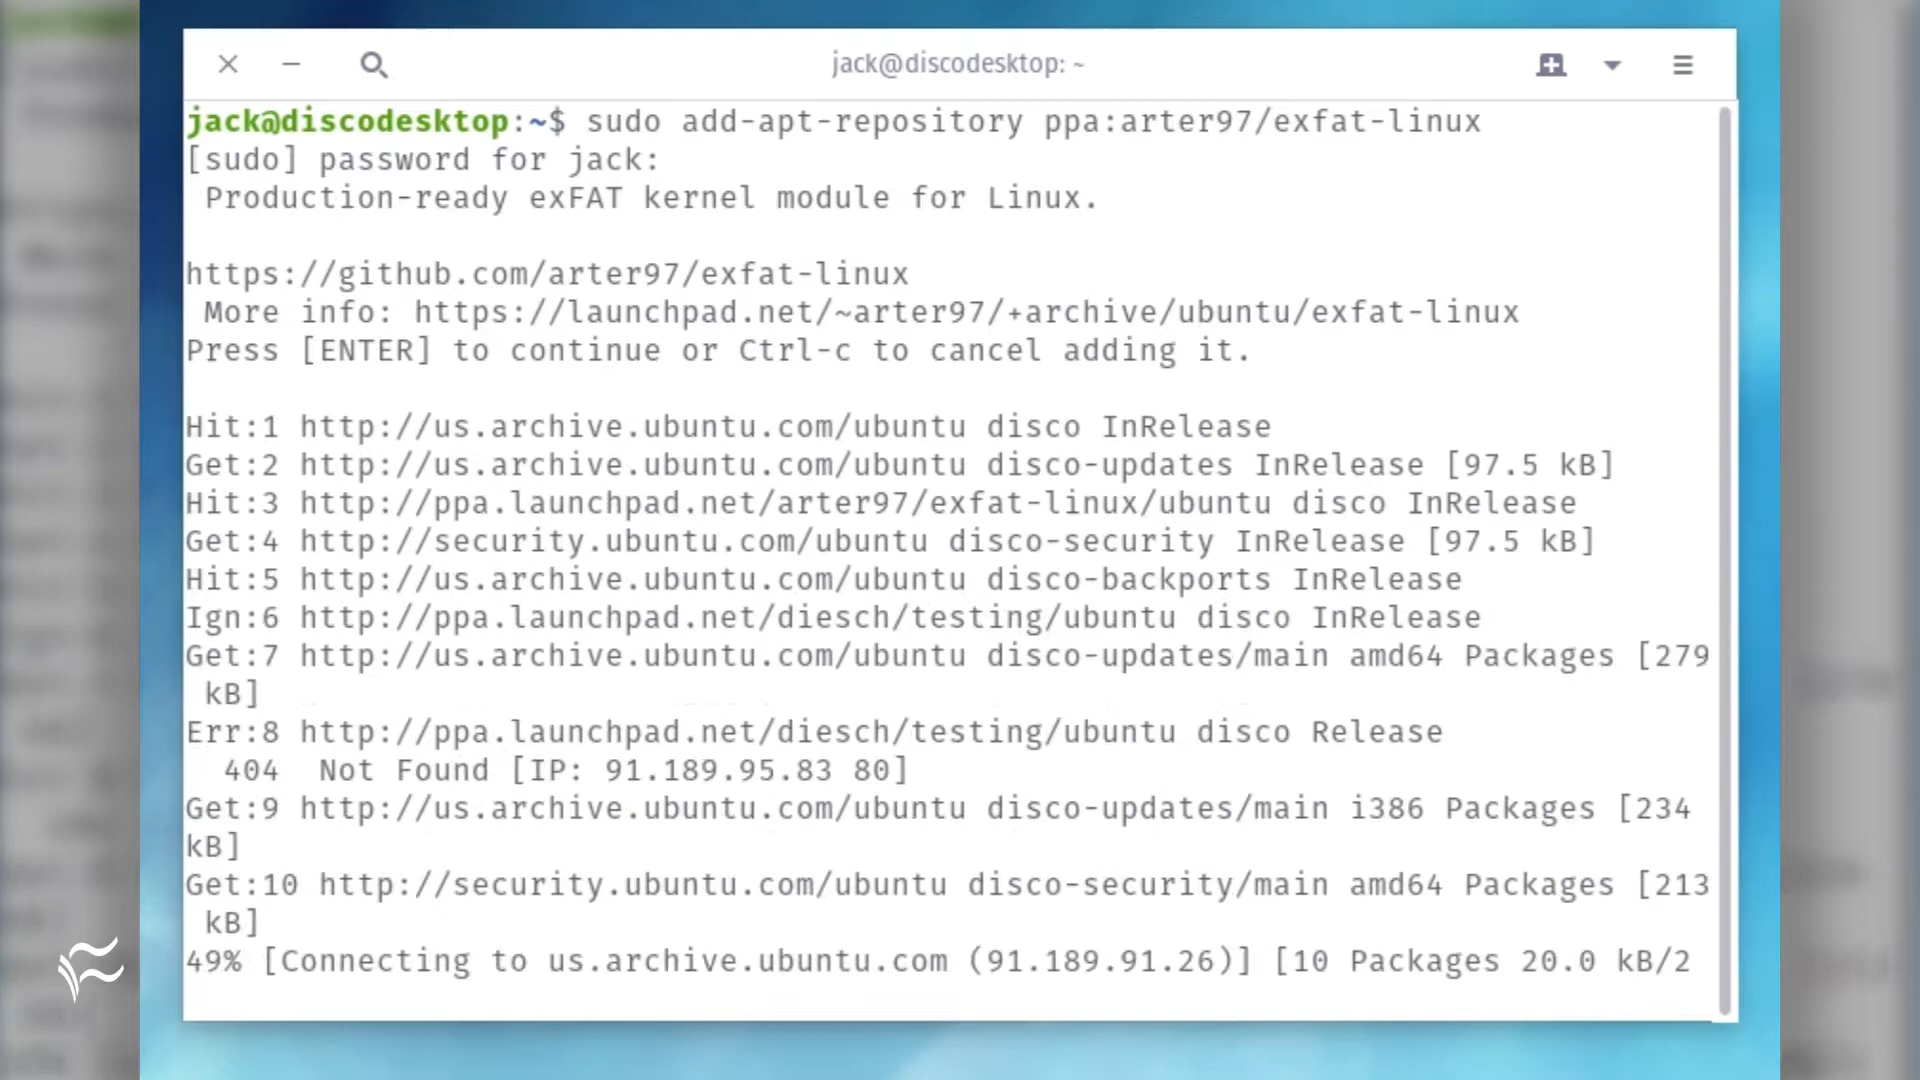 jack@discodesktop: ~
jack@discodesktop:~$ sudo add-apt-repository ppa:arter97/exfat-linux
[sudo] password for jack:
 Production-ready exFAT kernel module for Linux.
https://github.com/arter97/exfat-linux
 More info: https://launchpad.net/~arter97/+archive/ubuntu/exfat-linux
Press [ENTER] to continue or Ctrl-c to cancel adding it.
Hit:1 http://us.archive.ubuntu.com/ubuntu disco InRelease
Get:2 http://us.archive.ubuntu.com/ubuntu disco-updates InRelease [97.5 kB]
Hit:3 http://ppa.launchpad.net/arter97/exfat-linux/ubuntu disco InRelease
Get:4 http://security.ubuntu.com/ubuntu disco-security InRelease [97.5 kB]
Hit:5 http://us.archive.ubuntu.com/ubuntu disco-backports InRelease
Ign:6 http://ppa.launchpad.net/diesch/testing/ubuntu disco InRelease
Get:7 http://us.archive.ubuntu.com/ubuntu disco-updates/main amd64 Packages [279
 kB]
Err:8 http://ppa.launchpad.net/diesch/testing/ubuntu disco Release
  404  Not Found [IP: 91.189.95.83 80]
Get:9 http://us.archive.ubuntu.com/ubuntu disco-updates/main i386 Packages [234
kB]
Get:10 http://security.ubuntu.com/ubuntu disco-security/main amd64 Packages [213
 kB]
49% [Connecting to us.archive.ubuntu.com (91.189.91.26)] [10 Packages 20.0 kB/2